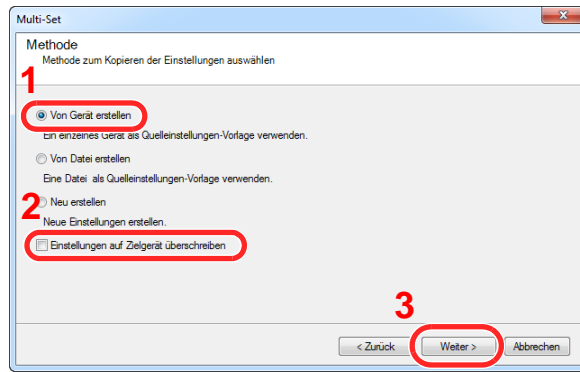 Multi-Set
Methode
Methode zum Kopieren der Einstellungen auswählen
1
Von Gerät erstellen
Ein einzelnes Gerät als Quelleinstellungen-Vorlage verwenden.
Von Datei erstellen
Eine Datei als Quelleinstellungen-Vorlage verwenden.
2
Neu erstellen
Neue Einstellungen erstellen.
Einstellungen auf Zielgerät überschreiben
3
< Zurück Weiter > Abbrechen